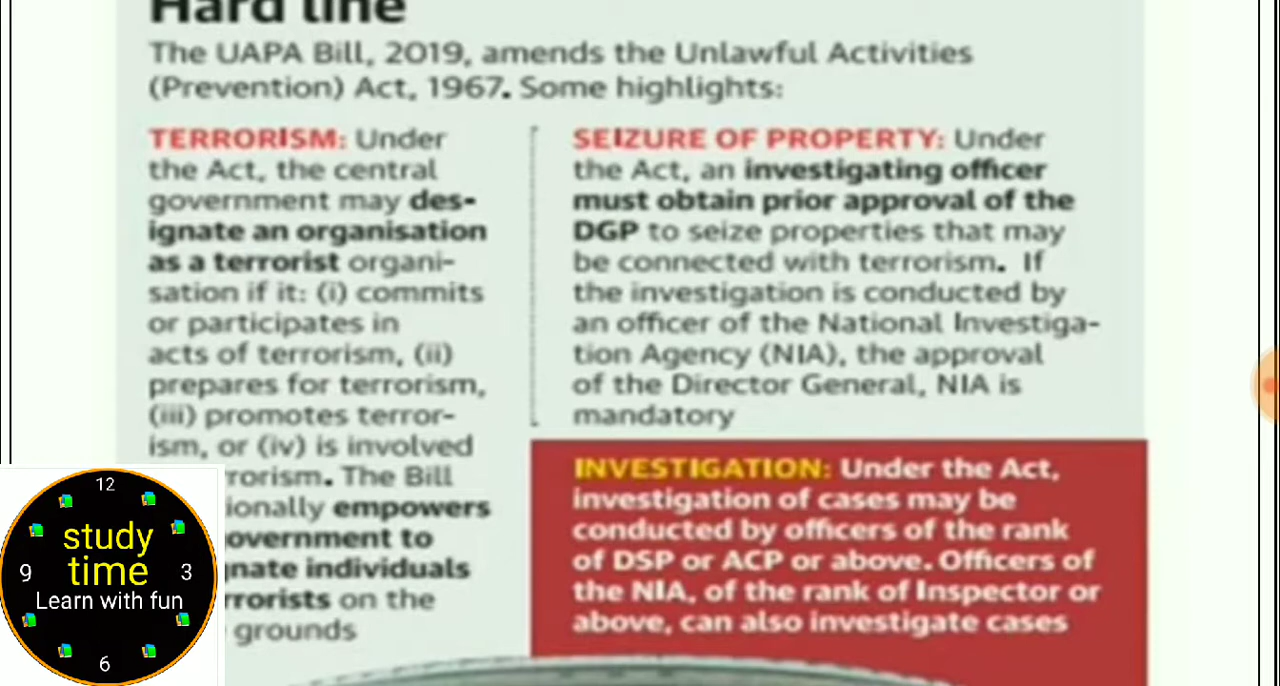 Hard line
The UAPA Bill, 2019, amends the Unlawful Activities
(Prevention) Act, 1967. Some highlights:
TERRORISM: Under
the Act, the central
government may des-
ignate an organisation
as a terrorist organi-
sation if it: (i) commits
or participates in
acts of terrorism, (ii)
prepares for terrorism,
(iii) promotes terror-
ism, or (iv) is involved
rorism. The Bill
ionally empowers
overnment to
nate individuals
rrorists on the
grounds
SEIZURE OF PROPERTY: Under
the Act, an investigating officer
must obtain prior approval of the
DGP to seize properties that may
be connected with terrorism. If
the investigation is conducted by
an officer of the National Investiga-
tion Agency (NIA), the approval
of the Director General, NIA is
mandatory
INVESTIGATION: Under the Act,
investigation of cases may be
conducted by officers of the rank
of DSP or ACP or above. Officers of
the NIA, of the rank of Inspector or
above, can also investigate cases
12
study
time
9 3
Learn with fun
6